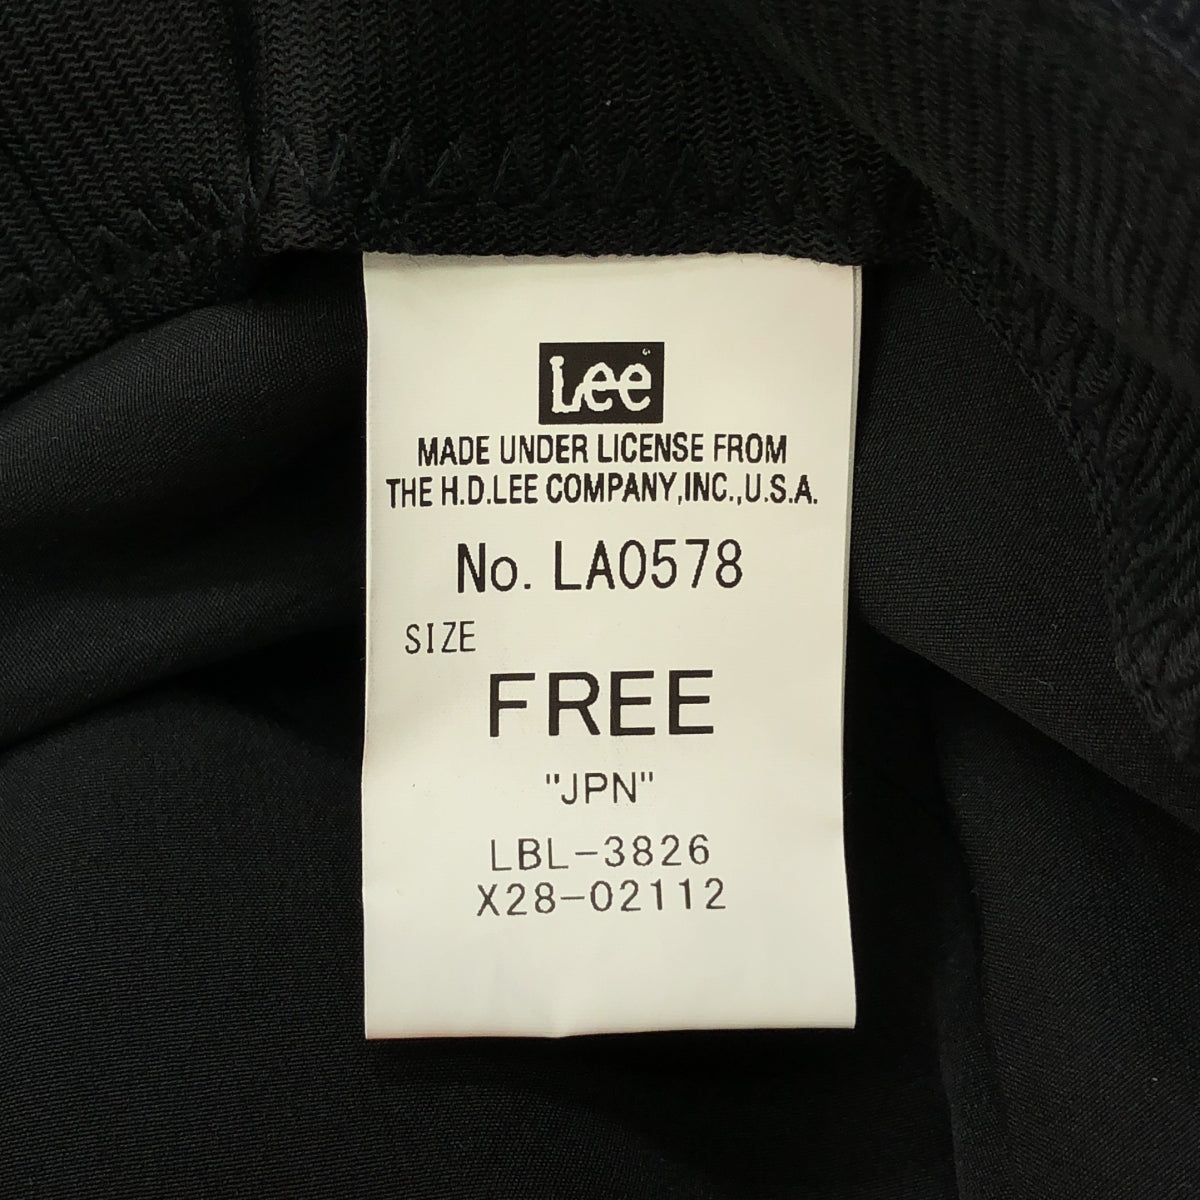 Lee
MADE UNDER LICENSE FROM
THE H.D.LEE COMPANY,INC.,U.S.A.
No. LA0578
SIZE
FREE
"JPN"
LBL-3826
X28-02112